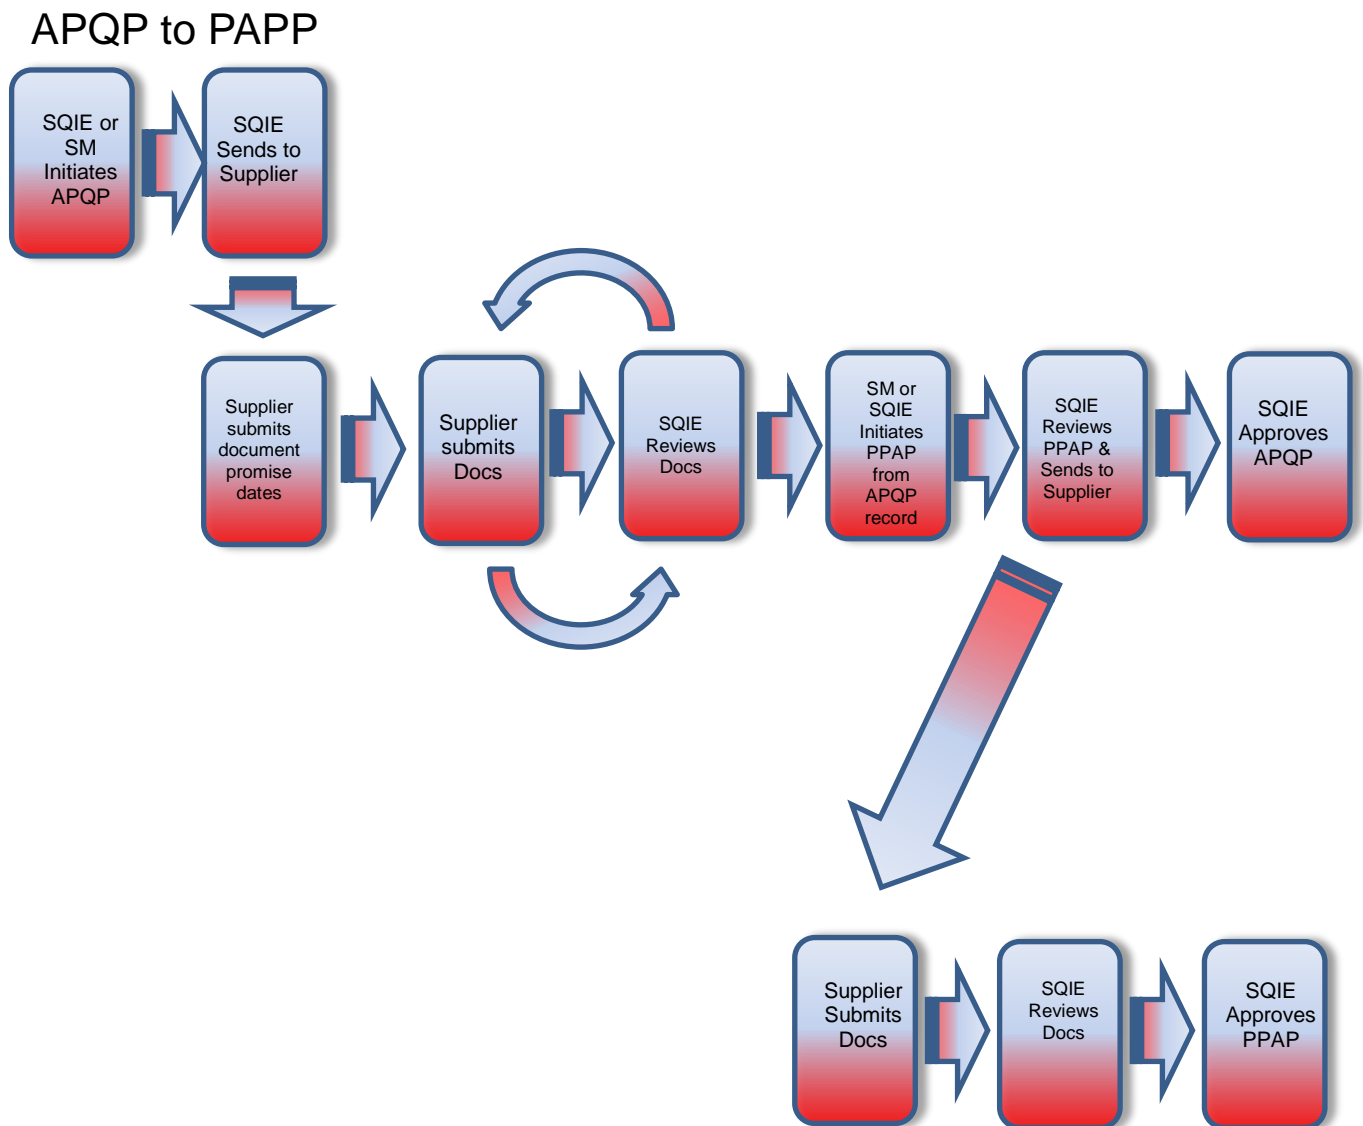 APQP to PAPP
SQIE or
SM
Initiates
APQP
SQIE
Sends to
Supplier
Supplier
submits
document
promise
dates
Supplier
submits
Docs
SQIE
Reviews
Docs
SM or
SQIE
Initiates
PPAP
from
APQP
record
SQIE
Reviews
PPAP &
Sends to
Supplier
SQIE
Approves
APQP
Supplier
Submits
Docs
SQIE
Reviews
Docs
SQIE
Approves
PPAP